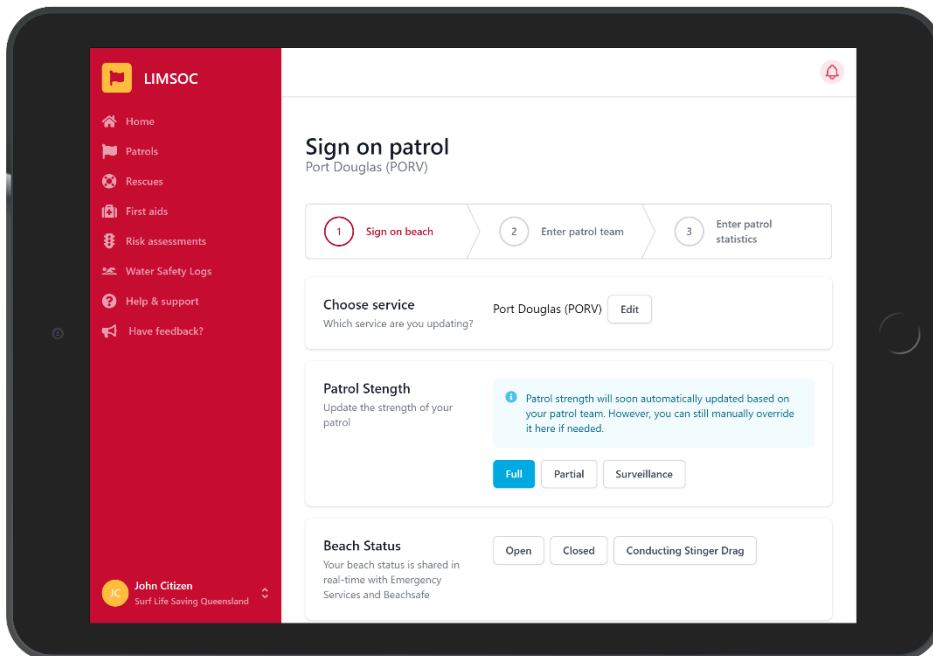 LIMSOC
Home
Patrols
Rescues
First aids
Risk assessments
Water Safety Logs
Help & support
Have feedback?
JC
John Citizen
Surf Life Saving Queensland
Sign on patrol
Port Douglas (PORV)
1
Sign on beach
2
Enter patrol team
3
Enter patrol
statistics
Choose service
Which service are you updating?
Port Douglas (PORV)
Edit
Patrol Stength
Update the strength of your
patrol
Patrol strength will soon automatically updated based on
your patrol team. However, you can still manually override
it here if needed.
Full
Partial
Surveillance
Beach Status
Your beach status is shared in
real-time with Emergency
Services and Beachsafe
Open
Closed
Conducting Stinger Drag